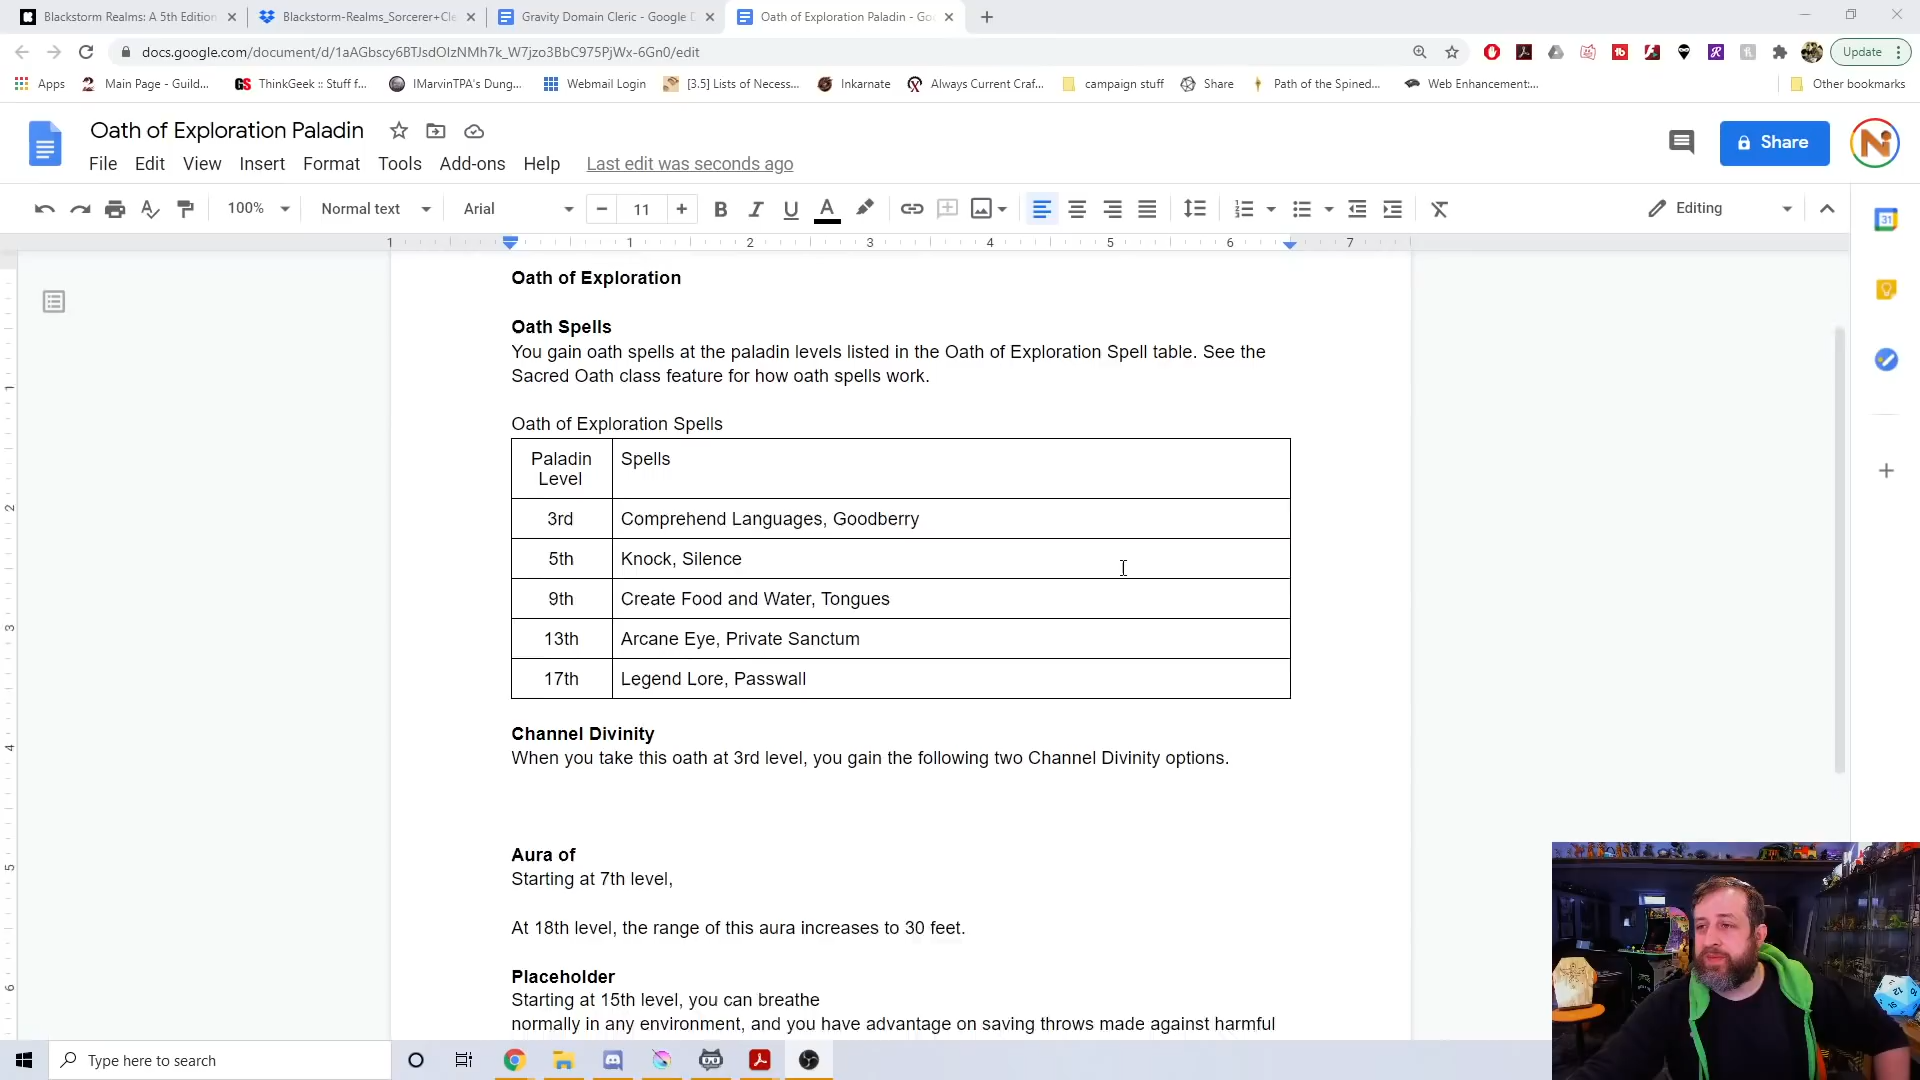 Blackstorm Realms: A 5th Edition
Blackstorm-Realms_Sorcerer+Cle
Gravity Domain Cleric - Google D
Oath of Exploration Paladin - Go
docs.google.com/document/d/1aAGbscy6BTJsdOIzNMh7k_W7jzo3BbC975PjWx-6Gn0/edit
Update
Apps
Main Page - Guild...
ThinkGeek :: Stuff f...
IMarvinTPA's Dung...
Webmail Login
[3.5] Lists of Necess...
Inkarnate
Always Current Craf...
campaign stuff
Share
Path of the Spined...
Web Enhancement:...
Other bookmarks
Oath of Exploration Paladin
Share
File Edit View Insert Format Tools Add-ons Help Last edit was seconds ago
100% Normal text Arial 11 Editing
1 1 2 3 4 5 6 7
Oath of Exploration
Oath Spells
You gain oath spells at the paladin levels listed in the Oath of Exploration Spell table. See the
Sacred Oath class feature for how oath spells work.
Oath of Exploration Spells
Paladin Level Spells
3rd Comprehend Languages, Goodberry
5th Knock, Silence
9th Create Food and Water, Tongues
13th Arcane Eye, Private Sanctum
17th Legend Lore, Passwall
Channel Divinity
When you take this oath at 3rd level, you gain the following two Channel Divinity options.
Aura of
Starting at 7th level,
At 18th level, the range of this aura increases to 30 feet.
Placeholder
Starting at 15th level, you can breathe
normally in any environment, and you have advantage on saving throws made against harmful
Type here to search